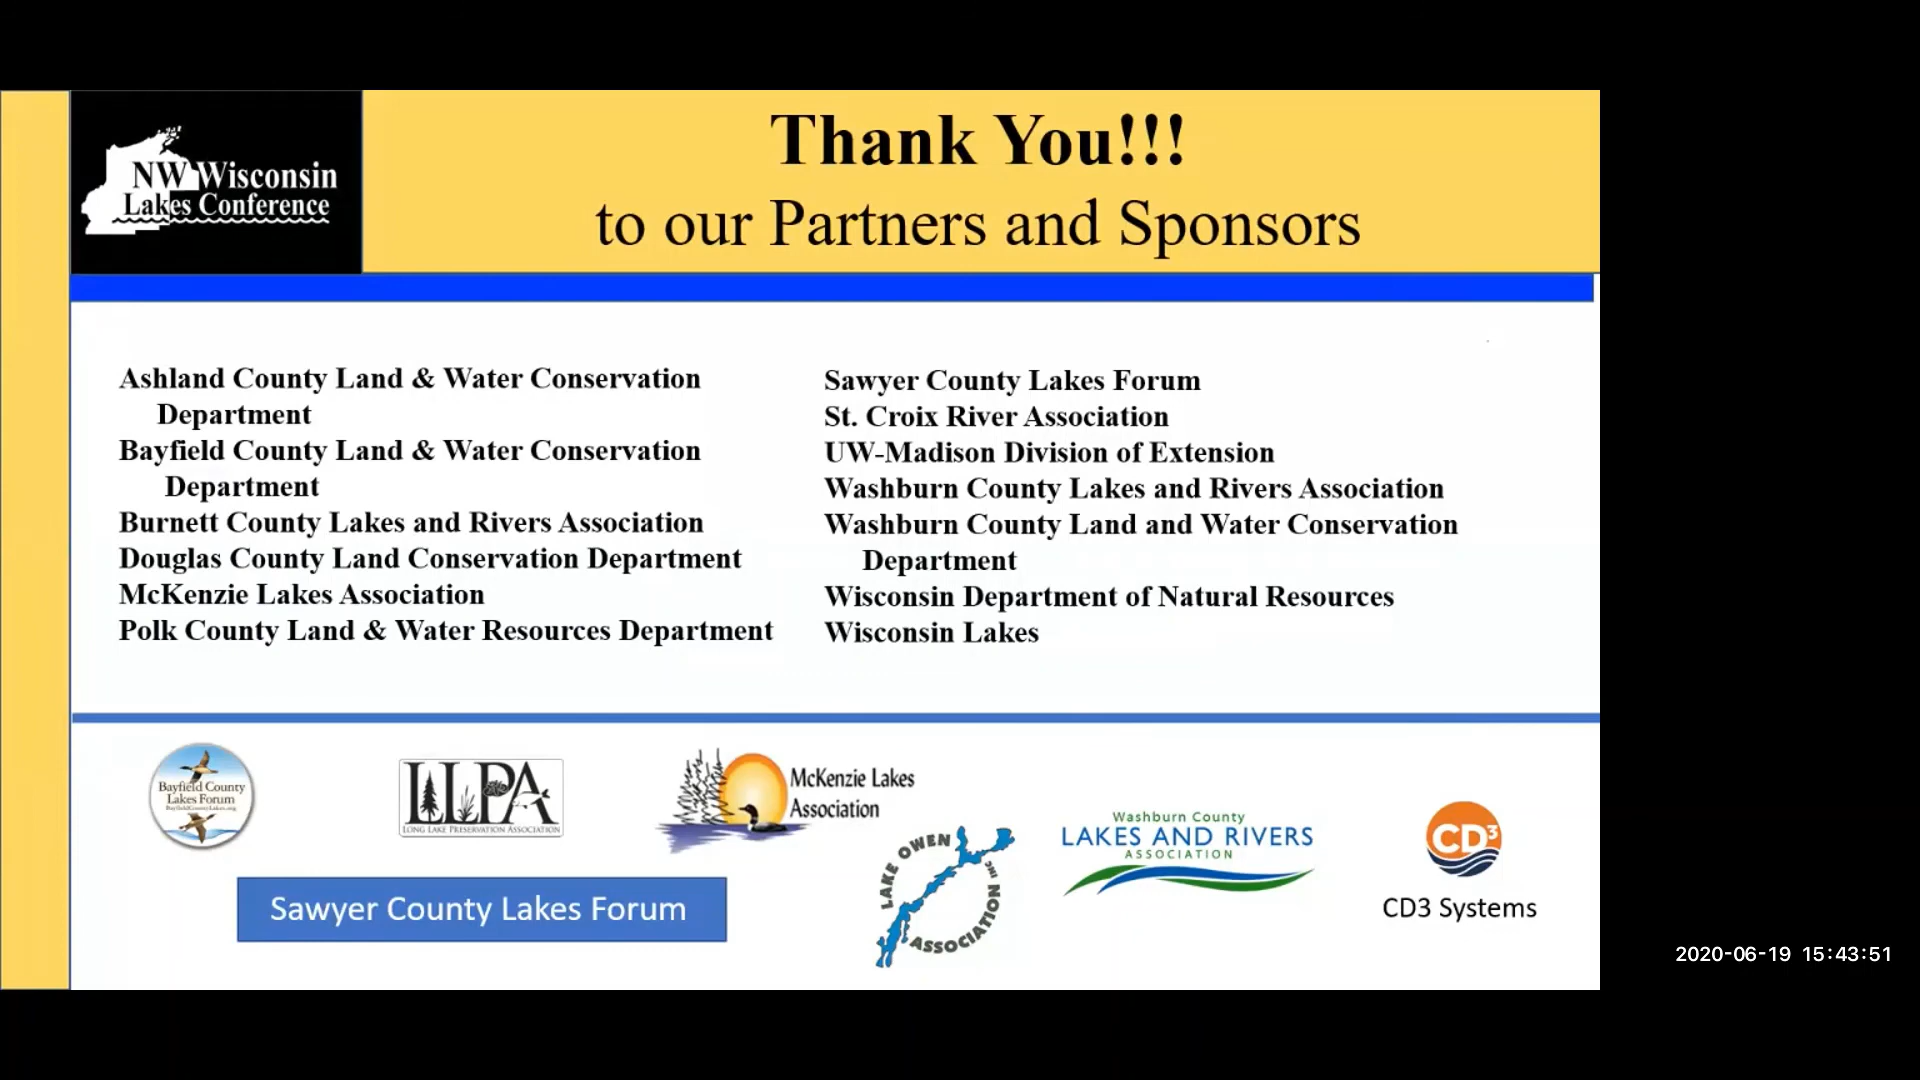 NW Wisconsin
Lakes Conference
Thank You!!!
to our Partners and Sponsors
Ashland County Land & Water Conservation
Department
Bayfield County Land & Water Conservation
Department
Burnett County Lakes and Rivers Association
Douglas County Land Conservation Department
McKenzie Lakes Association
Polk County Land & Water Resources Department
Sawyer County Lakes Forum
St. Croix River Association
UW-Madison Division of Extension
Washburn County Lakes and Rivers Association
Washburn County Land and Water Conservation
Department
Wisconsin Department of Natural Resources
Wisconsin Lakes
Bayfield County
Lakes Forum
BayfieldCountyLakes.org
LLPA
LONG LAKE PRESERVATION ASSOCIATION
McKenzie Lakes
Association
LAKE OWEN
ASSOCIATION INC
Washburn County
LAKES AND RIVERS
ASSOCIATION
CD3
CD3 Systems
Sawyer County Lakes Forum
2020-06-19 15:43:51